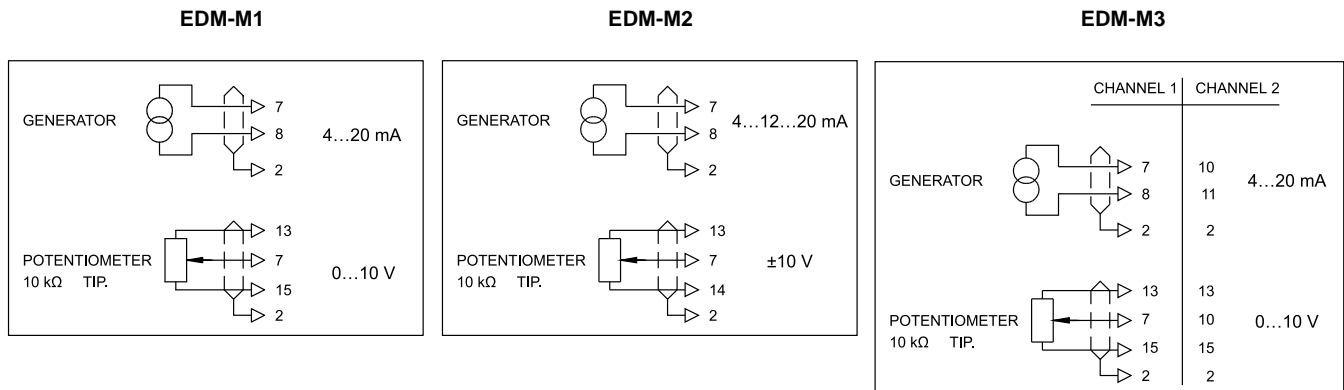 EDM-M1
GENERATOR
7
8
2
4…20 mA
POTENTIOMETER
10 kΩ TIP.
13
7
15
2
0…10 V
EDM-M2
GENERATOR
7
8
2
4…12…20 mA
POTENTIOMETER
10 kΩ TIP.
13
7
14
2
±10 V
EDM-M3
CHANNEL 1 CHANNEL 2
GENERATOR
7 10
8 11
2 2
4…20 mA
POTENTIOMETER
10 kΩ TIP.
13 13
7 10
15 15
2 2
0…10 V